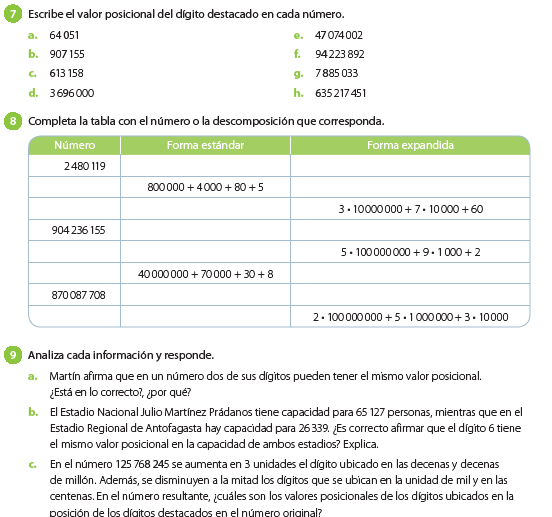 7 Escribe el valor posicional del dígito destacado en cada número.
a. 64 051
b. 907 155
c. 613 158
d. 3 696 000
e. 47 074 002
f. 94 223 892
g. 7 885 033
h. 635 217 451
8 Completa la tabla con el número o la descomposición que corresponda.
Número Forma estándar Forma expandida
2 480 119
800 000 + 4 000 + 80 + 5
3 • 10 000 000 + 7 • 10 000 + 60
904 236 155
5 • 100 000 000 + 9 • 1 000 + 2
40 000 000 + 70 000 + 30 + 8
870 087 708
2 • 100 000 000 + 5 • 1 000 000 + 3 • 10 000
9 Analiza cada información y responde.
a. Martín afirma que en un número dos de sus dígitos pueden tener el mismo valor posicional.
¿Está en lo correcto?, ¿por qué?
b. El Estadio Nacional Julio Martínez Prádanos tiene capacidad para 65 127 personas, mientras que en el
Estadio Regional de Antofagasta hay capacidad para 26 339. ¿Es correcto afirmar que el dígito 6 tiene
el mismo valor posicional en la capacidad de ambos estadios? Explica.
c. En el número 125 768 245 se aumenta en 3 unidades el dígito ubicado en las decenas y decenas
de millón. Además, se disminuyen a la mitad los dígitos que se ubican en la unidad de mil y en las
centenas. En el número resultante, ¿cuáles son los valores posicionales de los dígitos ubicados en la
posición de los dígitos destacados en el número original?